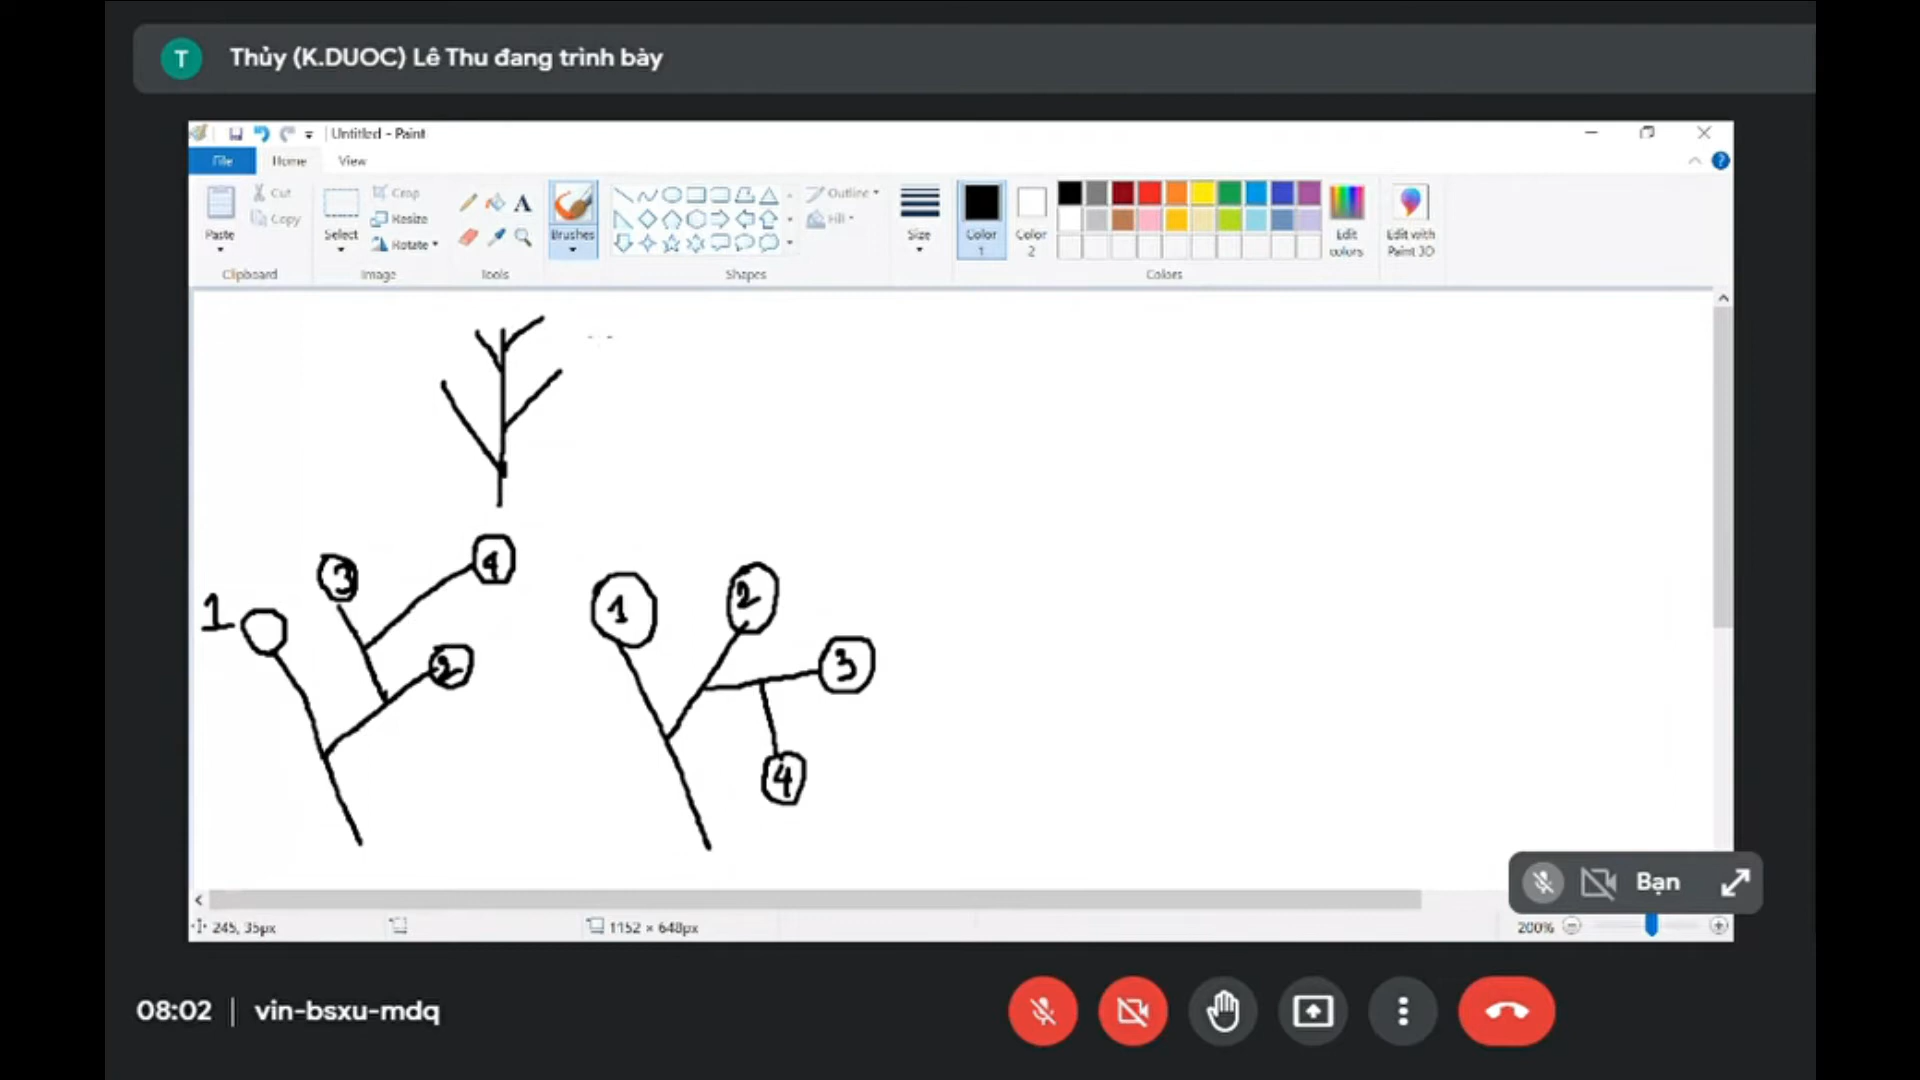 T Thủy (K.DUOC) Lê Thu đang trình bày
Untitled - Paint
File Home View
Paste Cut Copy
Clipboard
Select Crop Resize Rotate
Image
A
Tools
Brushes
Shapes
Outline Fill
Size
Color 1
Color 2
Edit colors
Colors
Edit with Paint 3D
3 4
1 2
1 2 3 4
245, 35px
1152 × 648px
200%
Bạn
08:02 | vin-bsxu-mdq